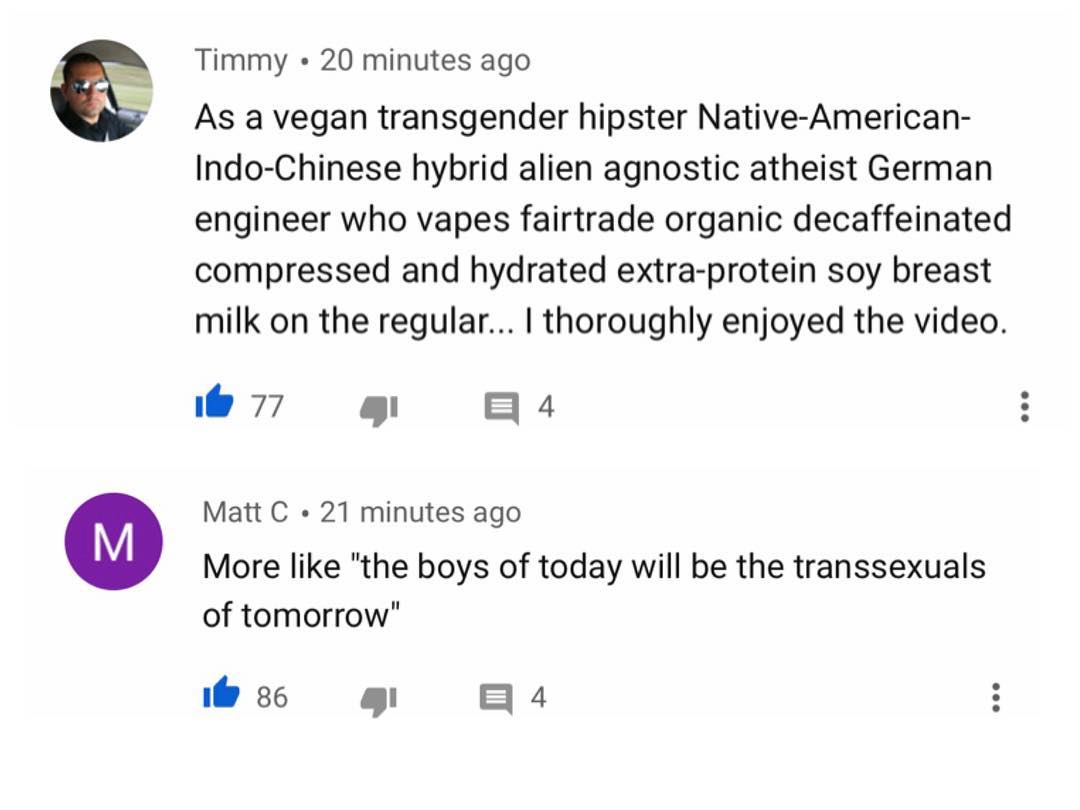 Timmy • 20 minutes ago
As a vegan transgender hipster Native-American-
Indo-Chinese hybrid alien agnostic atheist German
engineer who vapes fairtrade organic decaffeinated
compressed and hydrated extra-protein soy breast
milk on the regular... I thoroughly enjoyed the video.
77 4
M
Matt C • 21 minutes ago
More like "the boys of today will be the transsexuals
of tomorrow"
86 4